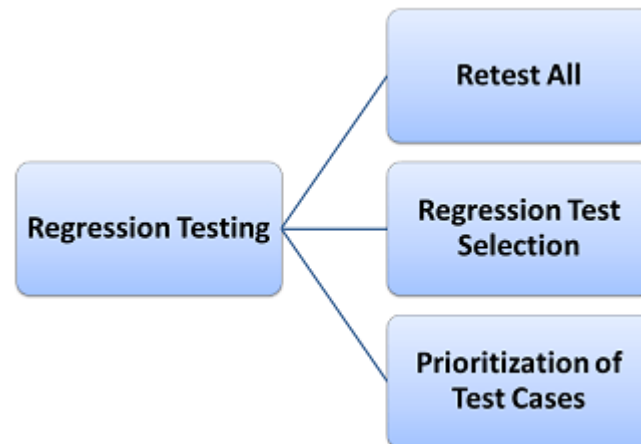 Retest All
Regression Testing
Regression Test
Selection
Prioritization of
Test Cases